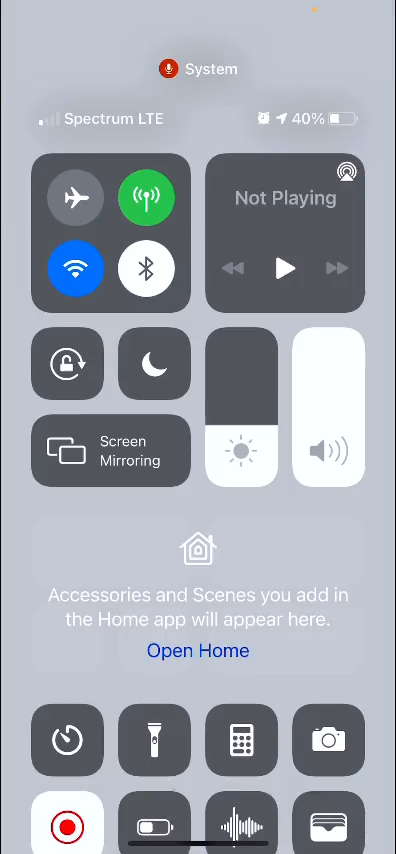 System
Spectrum LTE
40%
Not Playing
Screen
Mirroring
Accessories and Scenes you add in
the Home app will appear here.
Open Home